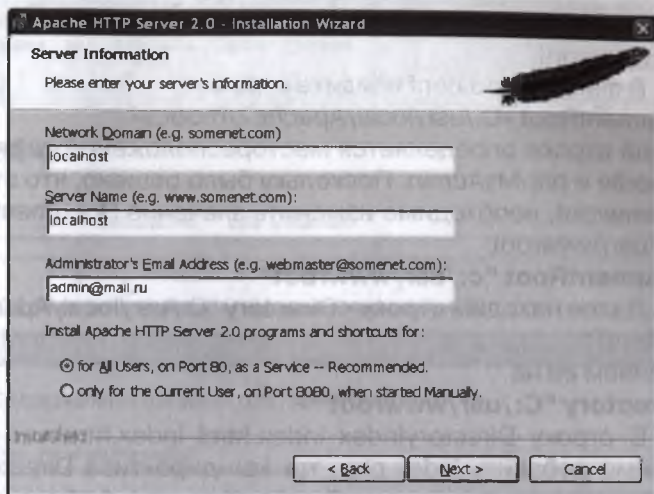 Apache HTTP Server 2.0 - Installation Wizard
Server Information
Please enter your server's information.
Network Domain (e.g. somenet.com)
localhost
Server Name (e.g. www.somenet.com):
localhost
Administrator's Email Address (e.g. webmaster@somenet.com):
admin@mail.ru
Install Apache HTTP Server 2.0 programs and shortcuts for:
for All Users, on Port 80, as a Service -- Recommended.
only for the Current User, on Port 8080, when started Manually.
< Back
Next >
Cancel